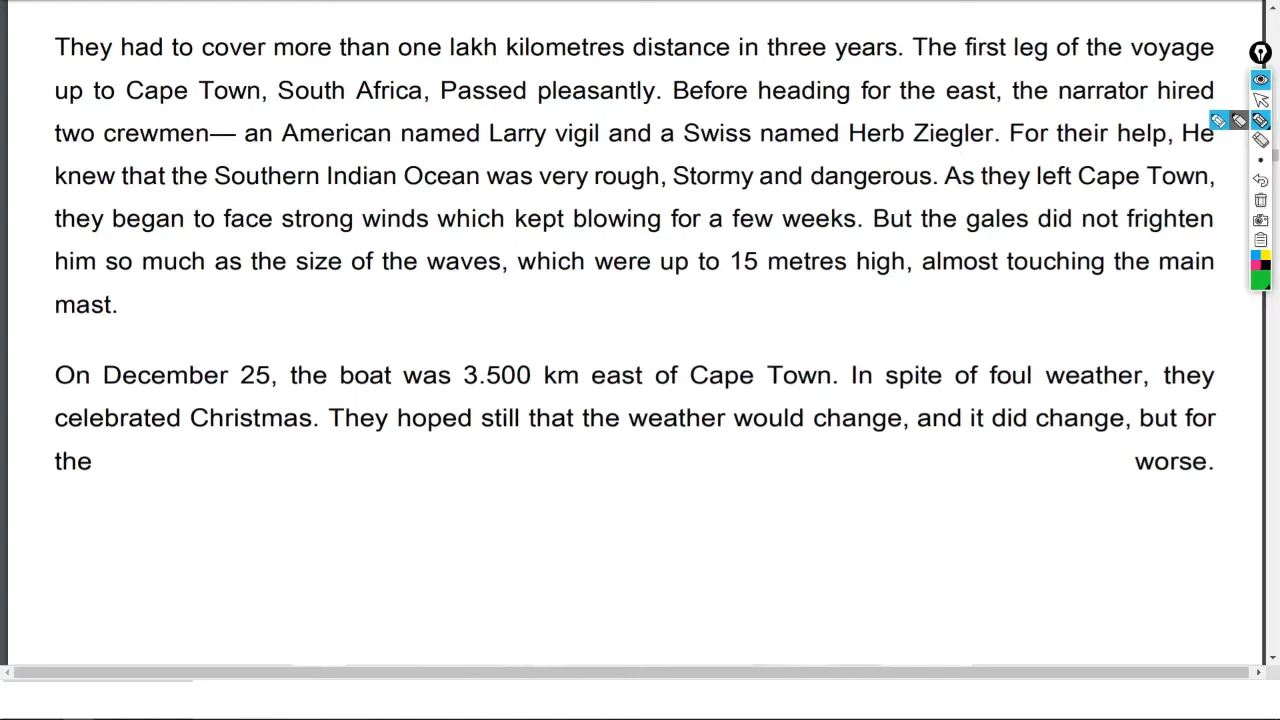 They had to cover more than one lakh kilometres distance in three years. The first leg of the voyage
up to Cape Town, South Africa, Passed pleasantly. Before heading for the east, the narrator hired
two crewmen— an American named Larry vigil and a Swiss named Herb Ziegler. For their help, He
knew that the Southern Indian Ocean was very rough, Stormy and dangerous. As they left Cape Town,
they began to face strong winds which kept blowing for a few weeks. But the gales did not frighten
him so much as the size of the waves, which were up to 15 metres high, almost touching the main
mast.
On December 25, the boat was 3.500 km east of Cape Town. In spite of foul weather, they
celebrated Christmas. They hoped still that the weather would change, and it did change, but for
the worse.